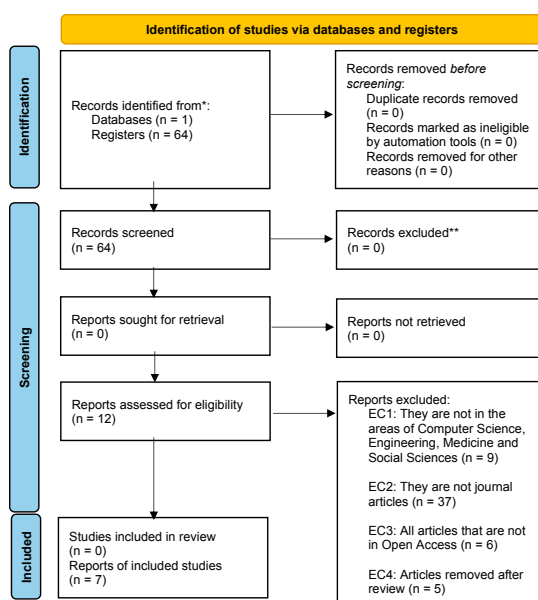 Identification of studies via databases and registers
Identification
Records identified from*:
Databases (n = 1)
Registers (n = 64)
Records removed before
screening:
Duplicate records removed
(n = 0)
Records marked as ineligible
by automation tools (n = 0)
Records removed for other
reasons (n = 0)
Screening
Records screened
(n = 64)
Records excluded**
(n = 0)
Reports sought for retrieval
(n = 0)
Reports not retrieved
(n = 0)
Reports assessed for eligibility
(n = 12)
Reports excluded:
EC1: They are not in the
areas of Computer Science,
Engineering, Medicine and
Social Sciences (n = 9)
EC2: They are not journal
articles (n = 37)
EC3: All articles that are not
in Open Access (n = 6)
EC4: Articles removed after
review (n = 5)
Included
Studies included in review
(n = 0)
Reports of included studies
(n = 7)